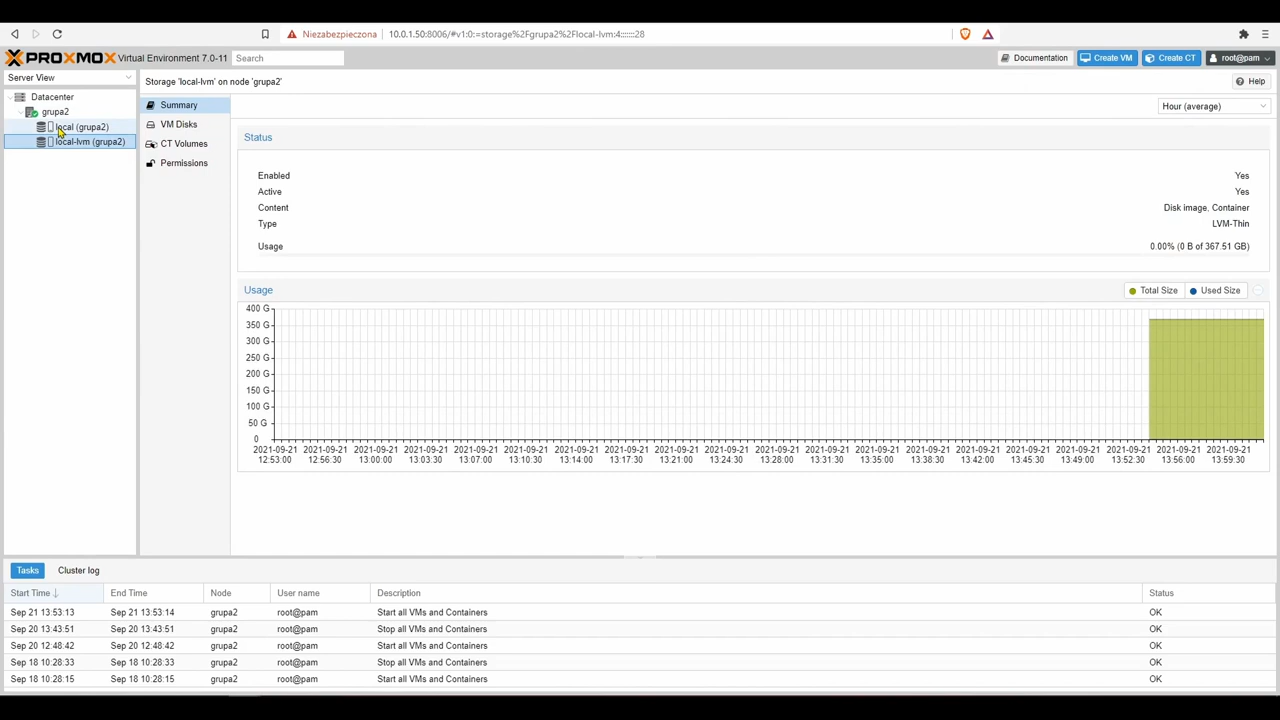 Niezabezpieczona 10.0.1.50:8006/#v1:0:=storage%2Fgrupa2%2Flocal-lvm:4::::::28
PROXMOX Virtual Environment 7.0-11 Search Documentation Create VM Create CT root@pam
Server View
Storage 'local-lvm' on node 'grupa2' Help
Datacenter
grupa2
local (grupa2)
local-lvm (grupa2)
Summary
VM Disks
CT Volumes
Permissions
Hour (average)
Status
Enabled Yes
Active Yes
Content Disk image, Container
Type LVM-Thin
Usage 0.00% (0 B of 367.51 GB)
Usage Total Size Used Size
400 G
350 G
300 G
250 G
200 G
150 G
100 G
50 G
0
2021-09-21 2021-09-21 2021-09-21 2021-09-21 2021-09-21 2021-09-21 2021-09-21 2021-09-21 2021-09-21 2021-09-21 2021-09-21 2021-09-21 2021-09-21 2021-09-21 2021-09-21 2021-09-21 2021-09-21 2021-09-21 2021-09-21 2021-09-21
12:53:00 12:56:30 13:00:00 13:03:30 13:07:00 13:10:30 13:14:00 13:17:30 13:21:00 13:24:30 13:28:00 13:31:30 13:35:00 13:38:30 13:42:00 13:45:30 13:49:00 13:52:30 13:56:00 13:59:30
Tasks Cluster log
Start Time End Time Node User name Description Status
Sep 21 13:53:13 Sep 21 13:53:14 grupa2 root@pam Start all VMs and Containers OK
Sep 20 13:43:51 Sep 20 13:43:51 grupa2 root@pam Stop all VMs and Containers OK
Sep 20 12:48:42 Sep 20 12:48:42 grupa2 root@pam Start all VMs and Containers OK
Sep 18 10:28:33 Sep 18 10:28:33 grupa2 root@pam Stop all VMs and Containers OK
Sep 18 10:28:15 Sep 18 10:28:15 grupa2 root@pam Start all VMs and Containers OK